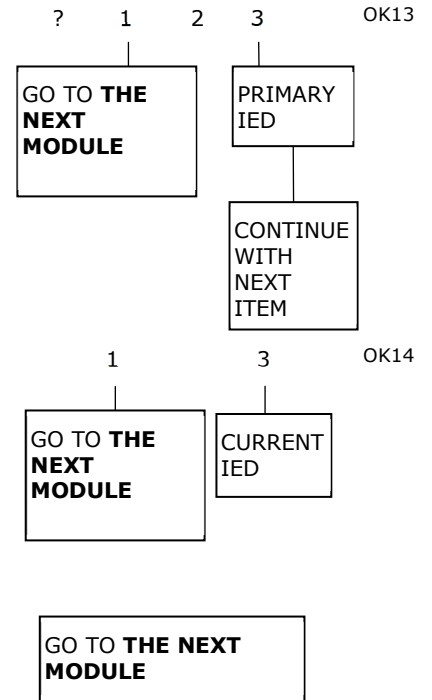 ? 1 2 3 OK13
GO TO THE
NEXT
MODULE
PRIMARY
IED
CONTINUE
WITH
NEXT
ITEM
1 3 OK14
GO TO THE
NEXT
MODULE
CURRENT
IED
GO TO THE NEXT
MODULE